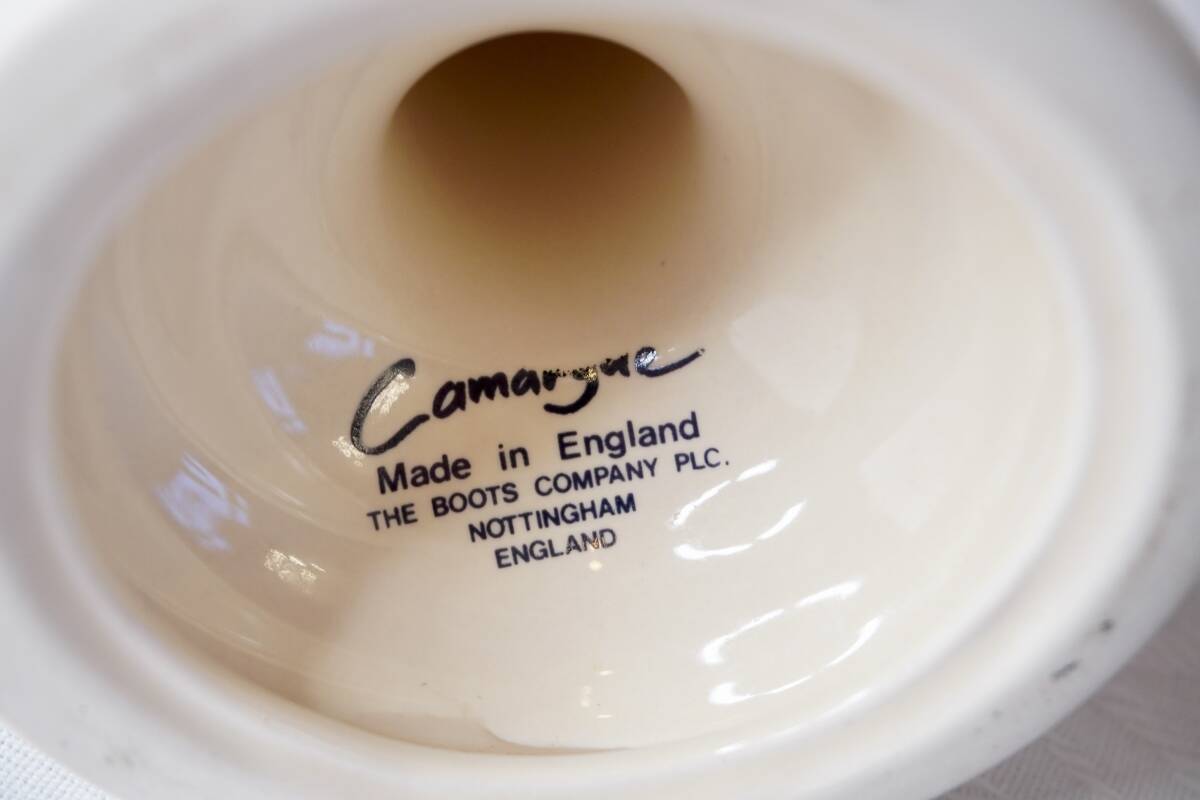 Camargue
Made in England
THE BOOTS COMPANY PLC.
NOTTINGHAM
ENGLAND